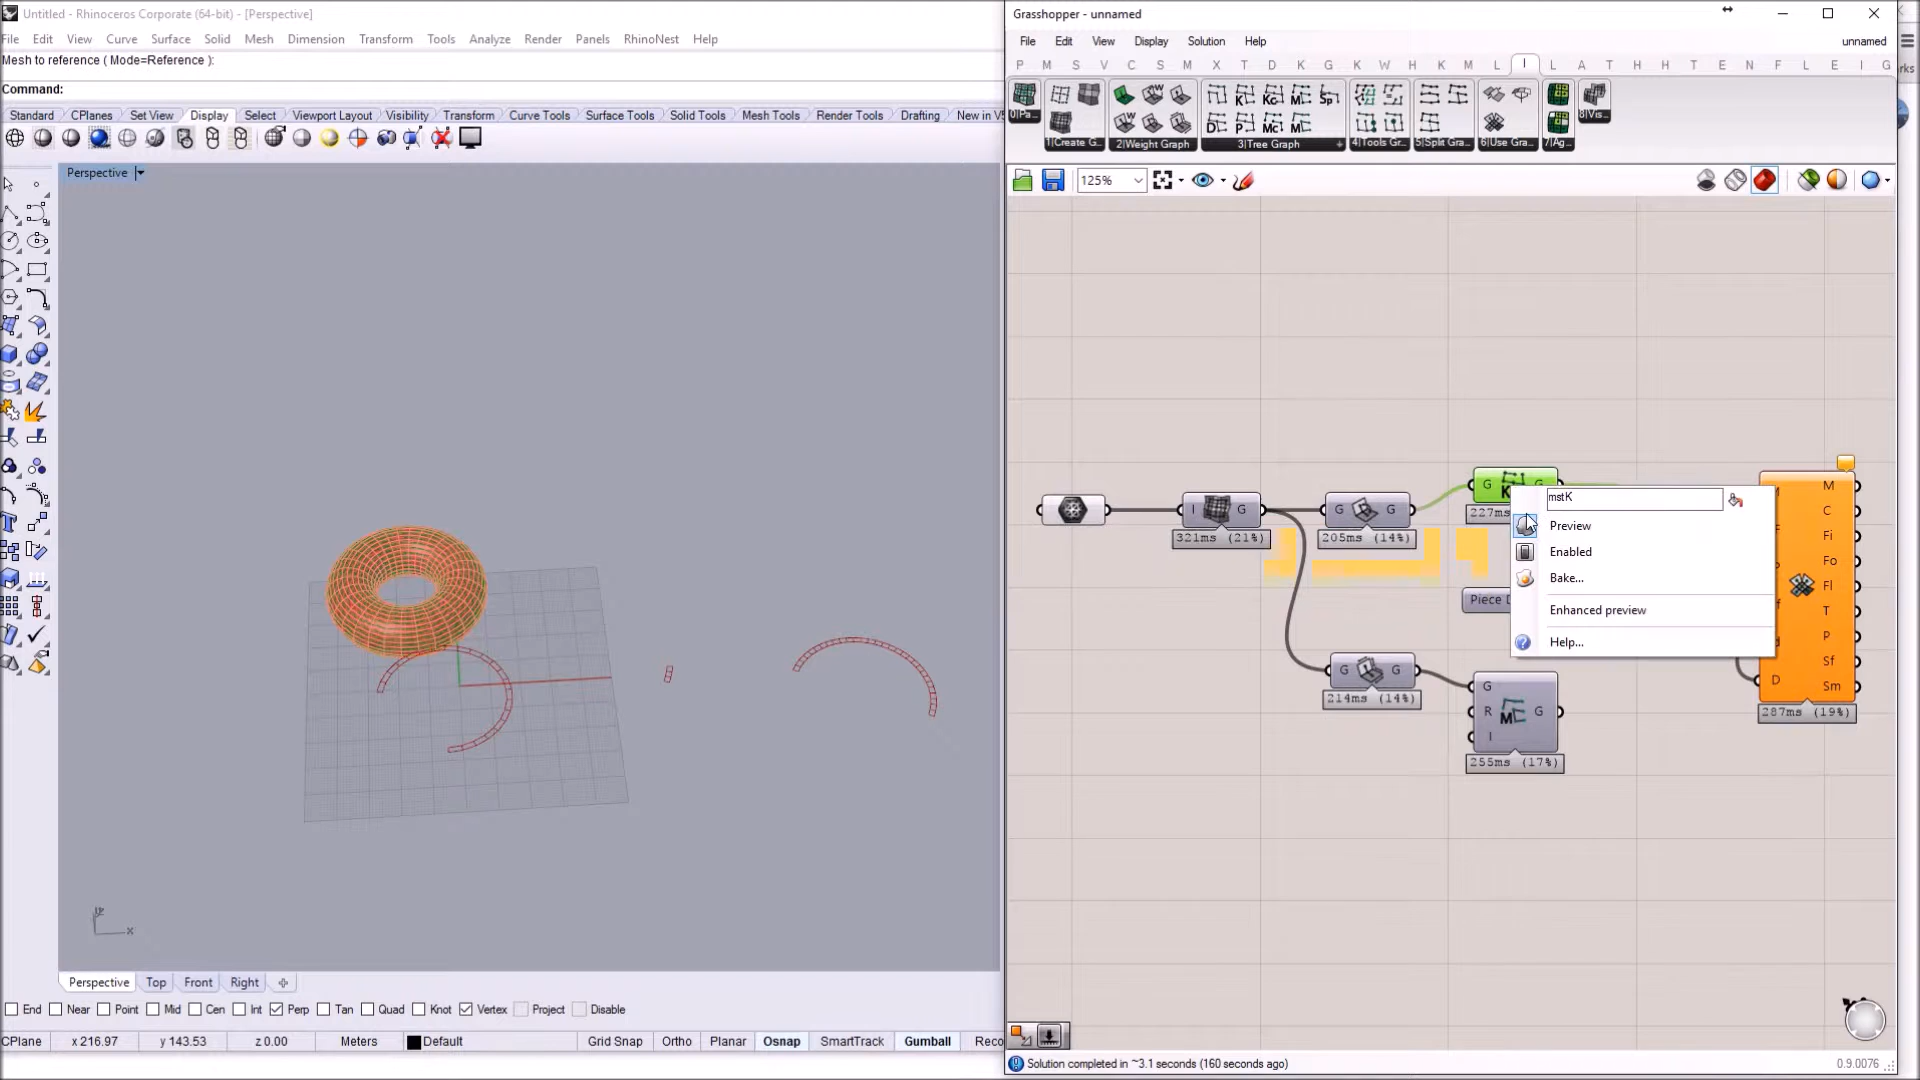 Untitled - Rhinoceros Corporate (64-bit) - [Perspective]
File Edit View Curve Surface Solid Mesh Dimension Transform Tools Analyze Render Panels RhinoNest Help
Mesh to reference ( Mode=Reference ):
Command:
Standard CPlanes Set View Display Select Viewport Layout Visibility Transform Curve Tools Surface Tools Solid Tools Mesh Tools Render Tools Drafting New in V5
Perspective
x
Perspective Top Front Right
End Near Point Mid Cen Int Perp Tan Quad Knot Vertex Project Disable
CPlane x 216.97 y 143.53 z 0.00 Meters Default Grid Snap Ortho Planar Osnap SmartTrack Gumball Reco
Grasshopper - unnamed
File Edit View Display Solution Help unnamed
P M S V C S M X T D K G K W K M L I L A T H H T E N F L E I G
0|Pa... 1|Create G... 2|Weight Graph 3|Tree Graph 4|Tools Gr... 5|Split Gra... 6|Use Gra... 7|Ag... 8|Vis...
125%
I G
321ms (21%)
G G
205ms (14%)
G K
227ms
mstK
Preview
Enabled
Bake...
Enhanced preview
Help...
Piece D
G G
214ms (14%)
G
R M G
I
255ms (17%)
M
C
Fi
Fo
Fl
T
P
Sf
D Sm
287ms (19%)
Solution completed in ~3.1 seconds (160 seconds ago)
0.9.0076